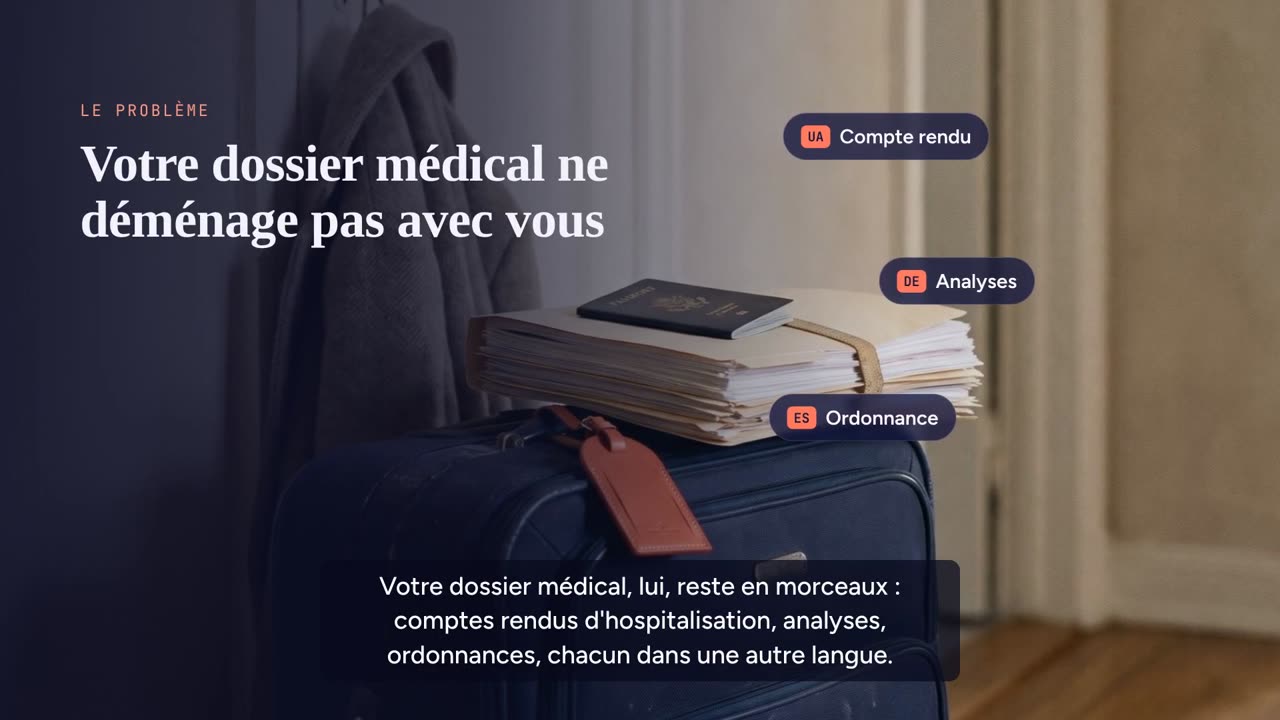 LE PROBLÈME
Votre dossier médical ne
déménage pas avec vous
UA Compte rendu
DE Analyses
ES Ordonnance
Votre dossier médical, lui, reste en morceaux :
comptes rendus d'hospitalisation, analyses,
ordonnances, chacun dans une autre langue.